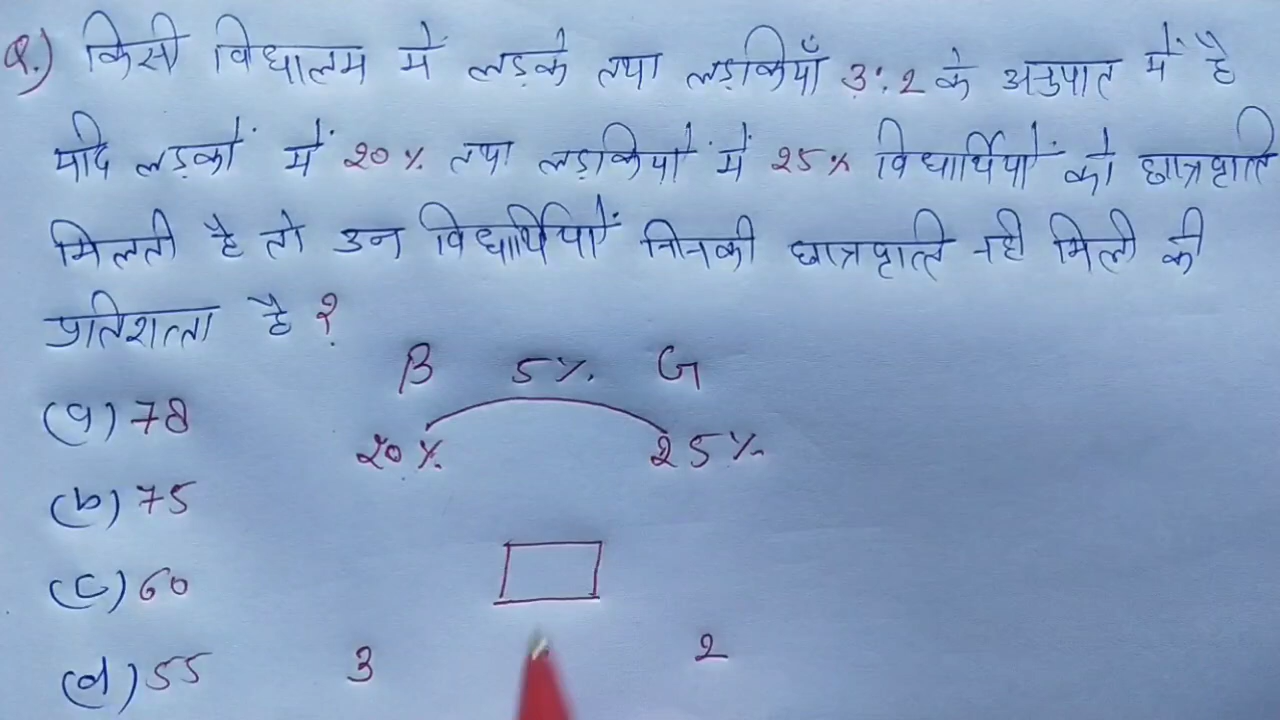 Q.) किसी विद्यालय में लड़के तथा लड़कियाँ 3:2 के अनुपात में है
यदि लड़कों में 20% तथा लड़कियों में 25% विद्यार्थियों को छात्रवृत्ति
मिलती है तो उन विद्यार्थियों जिनकी छात्रवृत्ति नही मिली की
प्रतिशतता है ?
B 5% G
(a) 78
20% 25%
(b) 75
(c) 60
(d) 55 3 2